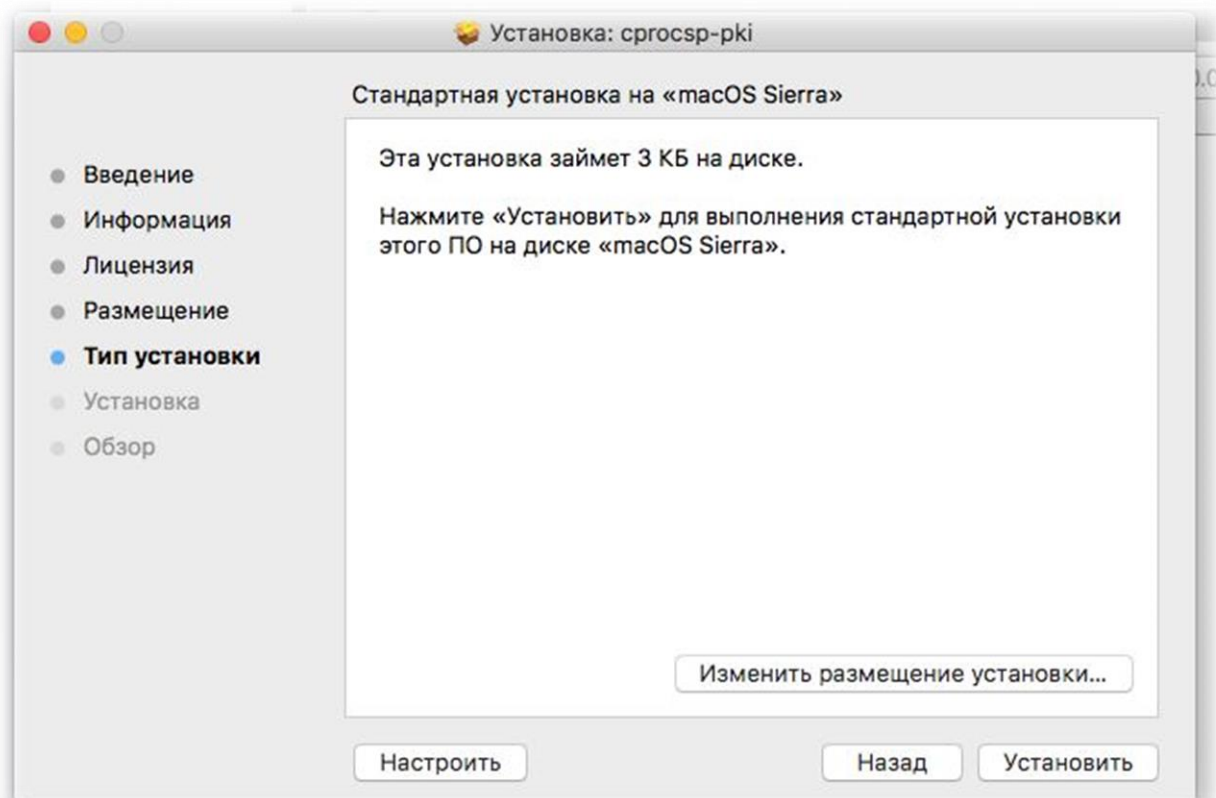 Установка: cprocsp-pki
Стандартная установка на «macOS Sierra»
Введение
Информация
Лицензия
Размещение
Тип установки
Установка
Обзор
Эта установка займет 3 КБ на диске.
Нажмите «Установить» для выполнения стандартной установки
этого ПО на диске «macOS Sierra».
Изменить размещение установки...
Настроить
Назад
Установить